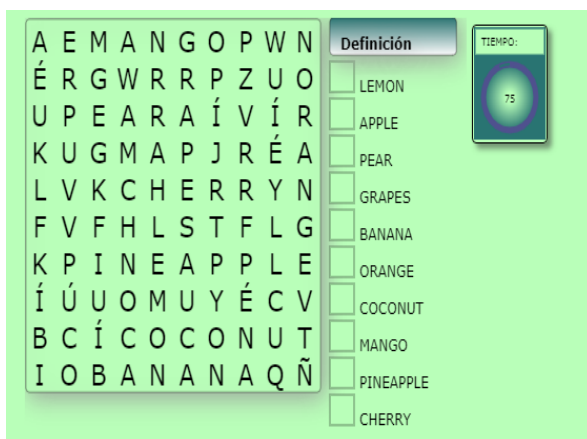 A E M A N G O P W N
É R G W R R P Z U O
U P E A R A Í V Í R
K U G M A P J R É A
L V K C H E R R Y N
F V F H L S T F L G
K P I N E A P P L E
Í Ú U O M U Y É C V
B C Í C O C O N U T
I O B A N A N A Q Ñ
Definición
LEMON
APPLE
PEAR
GRAPES
BANANA
ORANGE
COCONUT
MANGO
PINEAPPLE
CHERRY
TIEMPO:
75